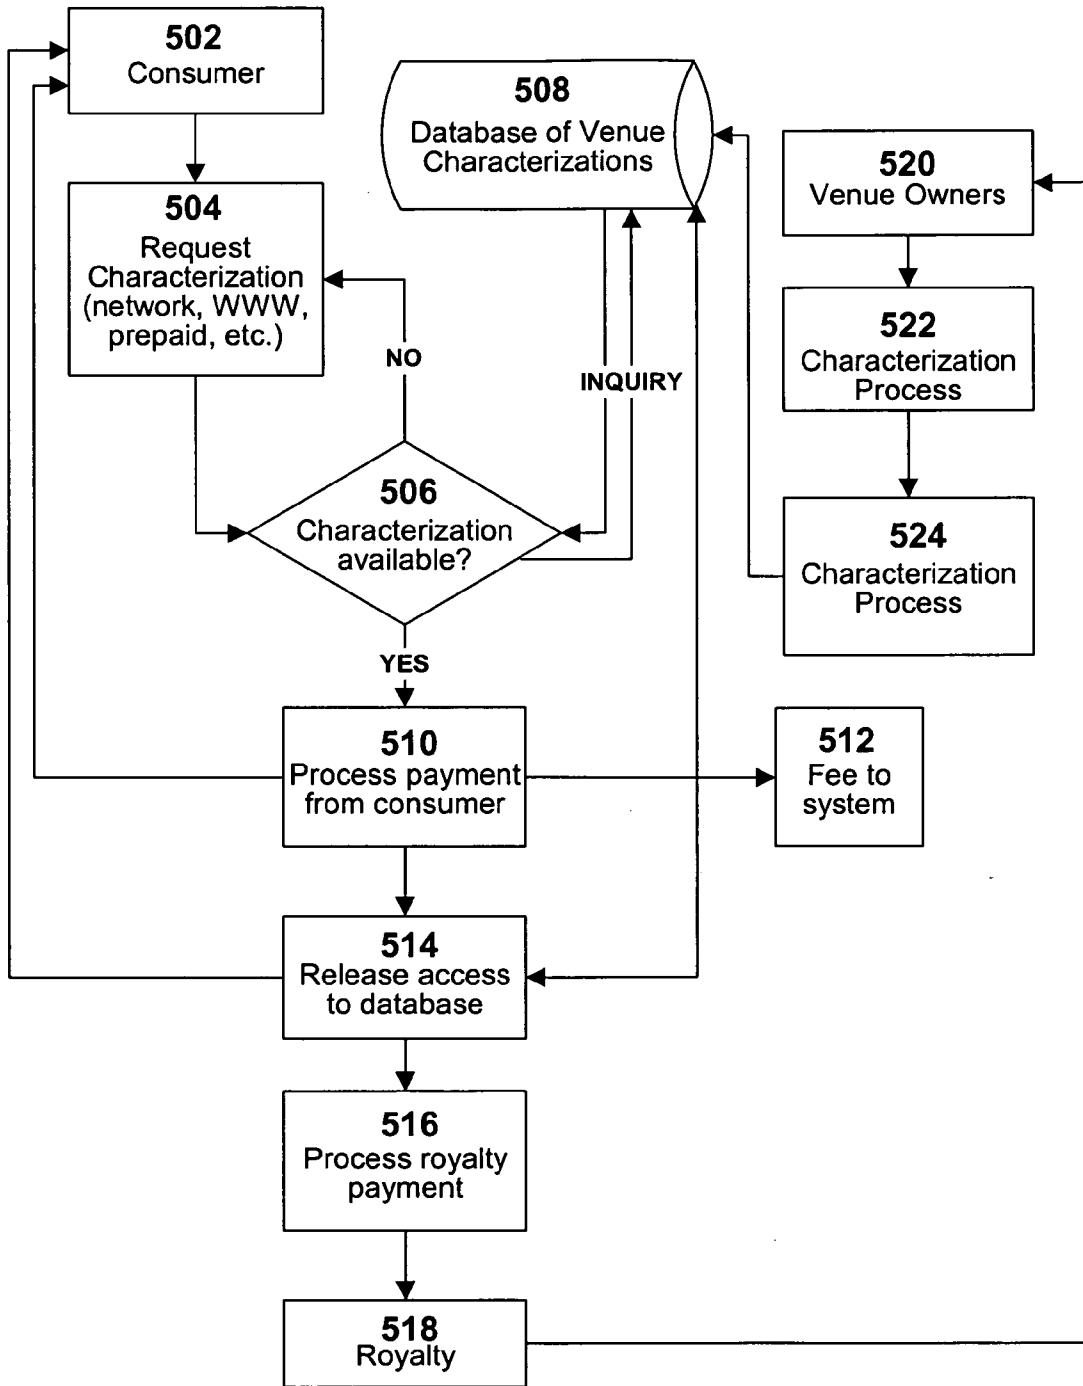 502
Consumer
504
Request
Characterization
(network, WWW,
prepaid, etc.)
508
Database of Venue
Characterizations
520
Venue Owners
522
Characterization
Process
NO
INQUIRY
506
Characterization
available?
524
Characterization
Process
YES
510
Process payment
from consumer
512
Fee to
system
514
Release access
to database
516
Process royalty
payment
518
Royalty